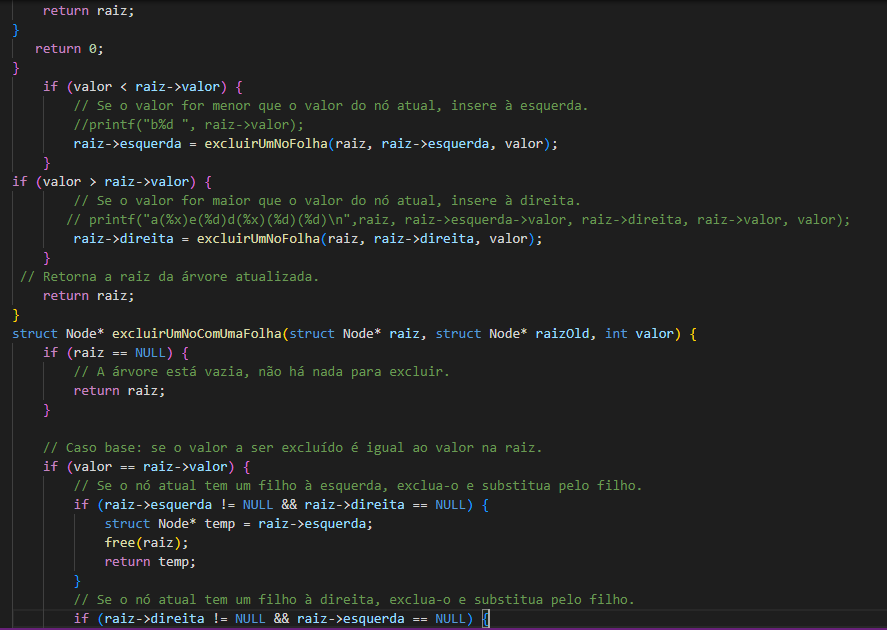 return raiz;
}
return 0;
}
if (valor < raiz->valor) {
// Se o valor for menor que o valor do nó atual, insere à esquerda.
//printf("b%d ", raiz->valor);
raiz->esquerda = excluirUmNoFolha(raiz, raiz->esquerda, valor);
}
if (valor > raiz->valor) {
// Se o valor for maior que o valor do nó atual, insere à direita.
// printf("a(%x)e(%d)d(%x)(%d)(%d)\n",raiz, raiz->esquerda->valor, raiz->direita, raiz->valor, valor);
raiz->direita = excluirUmNoFolha(raiz, raiz->direita, valor);
}
// Retorna a raiz da árvore atualizada.
return raiz;
}
struct Node* excluirUmNoComUmaFolha(struct Node* raiz, struct Node* raizOld, int valor) {
if (raiz == NULL) {
// A árvore está vazia, não há nada para excluir.
return raiz;
}
// Caso base: se o valor a ser excluído é igual ao valor na raiz.
if (valor == raiz->valor) {
// Se o nó atual tem um filho à esquerda, exclua-o e substitua pelo filho.
if (raiz->esquerda != NULL && raiz->direita == NULL) {
struct Node* temp = raiz->esquerda;
free(raiz);
return temp;
}
// Se o nó atual tem um filho à direita, exclua-o e substitua pelo filho.
if (raiz->direita != NULL && raiz->esquerda == NULL) {